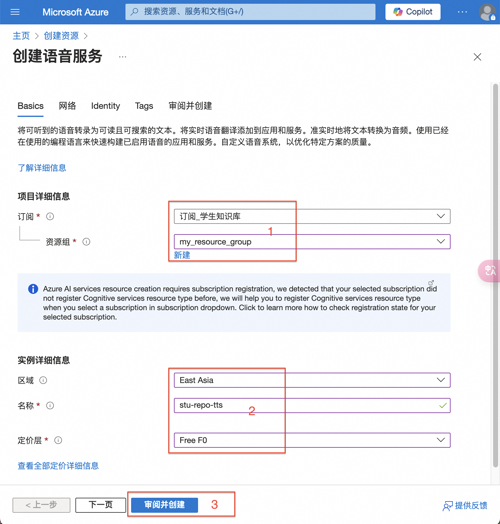 Microsoft Azure
搜索资源、服务和文档(G+/)
Copilot
主页 > 创建资源 >
创建语音服务
Basics 网络 Identity Tags 审阅并创建
将可听到的语音转录为可读且可搜索的文本。将实时语音翻译添加到应用和服务。准实时地将文本转换为音频。使用已经
在使用的编程语言来快速构建已启用语音的应用和服务。自定义语音系统，以优化特定方案的质量。
了解详细信息
项目详细信息
订阅 *
订阅_学生知识库
1
资源组 *
my_resource_group
新建
Azure AI services resource creation requires subscription registration, we detected that your selected subscription did
not register Cognitive services resource type before, we will help you to register Cognitive services resource type
when you select a subscription in subscription dropdown. Click to learn more how to check registration state for your
selected subscription.
实例详细信息
区域
East Asia
名称 *
stu-repo-tts
2
定价层 *
Free F0
查看全部定价详细信息
< 上一步 下一页 审阅并创建 3 提供反馈